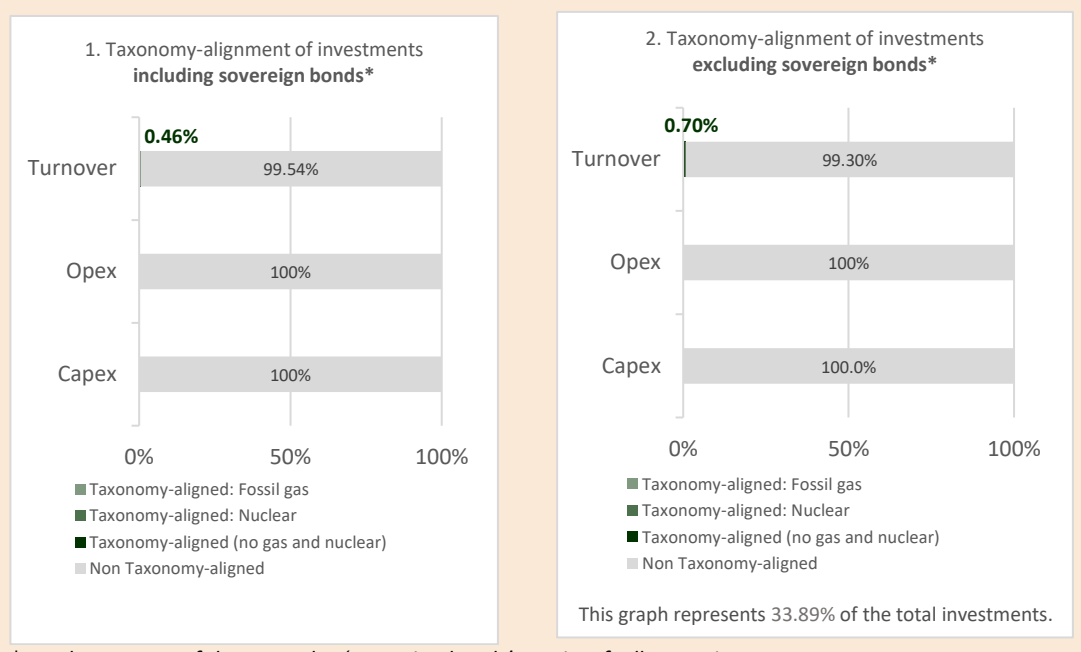 1. Taxonomy-alignment of investments
including sovereign bonds*
0.46%
Turnover
99.54%
Opex
100%
Capex
100%
0%
50%
100%
Taxonomy-aligned: Fossil gas
Taxonomy-aligned: Nuclear
Taxonomy-aligned (no gas and nuclear)
Non Taxonomy-aligned
2. Taxonomy-alignment of investments
excluding sovereign bonds*
0.70%
Turnover
99.30%
Opex
100%
Capex
100.0%
0%
50%
100%
Taxonomy-aligned: Fossil gas
Taxonomy-aligned: Nuclear
Taxonomy-aligned (no gas and nuclear)
Non Taxonomy-aligned
This graph represents 33.89% of the total investments.